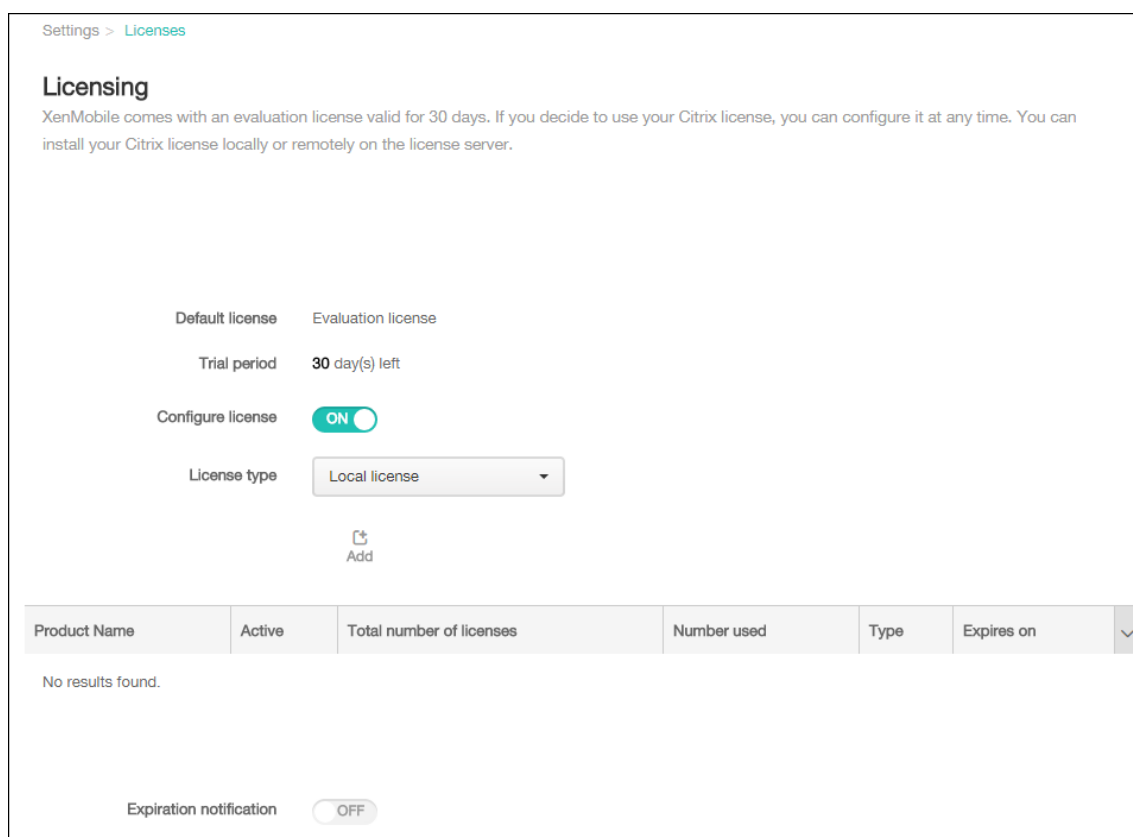 Settings > Licenses
Licensing
XenMobile comes with an evaluation license valid for 30 days. If you decide to use your Citrix license, you can configure it at any time. You can
install your Citrix license locally or remotely on the license server.
Default license Evaluation license
Trial period 30 day(s) left
Configure license ON
License type Local license
Add
Product Name Active Total number of licenses Number used Type Expires on
No results found.
Expiration notification OFF